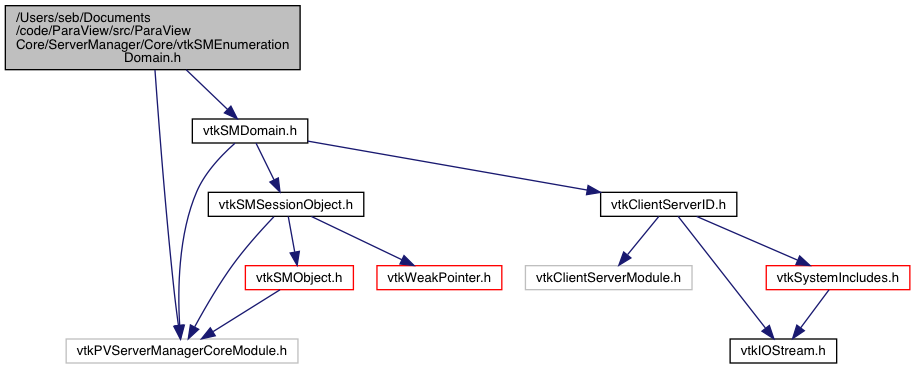 /Users/seb/Documents
/code/ParaView/src/ParaView
Core/ServerManager/Core/vtkSMEnumeration
Domain.h
vtkSMDomain.h
vtkSMSessionObject.h
vtkClientServerID.h
vtkSMObject.h
vtkWeakPointer.h
vtkClientServerModule.h
vtkSystemIncludes.h
vtkPVServerManagerCoreModule.h
vtkIOStream.h